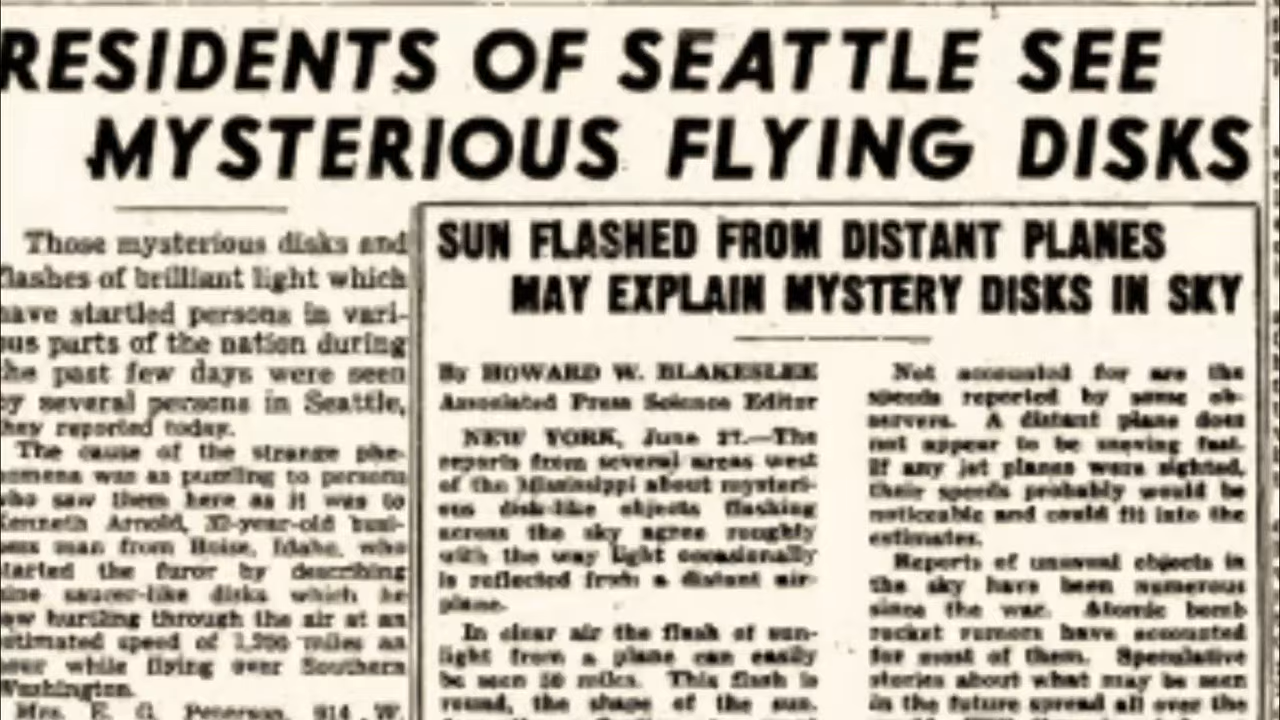 RESIDENTS OF SEATTLE SEE
MYSTERIOUS FLYING DISKS
Those mysterious disks and
flashes of brilliant light which
have startled persons in vari-
ous parts of the nation during
the past few days were seen
by several persons in Seattle,
they reported today.
The cause of the strange phe-
nomena was as puzzling to persons
who saw them here as it was to
Kenneth Arnold, 32-year-old busi-
ness man from Boise, Idaho, who
started the furor by describing
nine saucer-like disks which he
saw hurtling through the air at an
estimated speed of 1,200 miles an
hour while flying over Southern
Washington.
Mrs. E. G. Peterson, 914 W.
SUN FLASHED FROM DISTANT PLANES
MAY EXPLAIN MYSTERY DISKS IN SKY
By HOWARD W. BLAKESLEE
Associated Press Science Editor
NEW YORK, June 27.—The
reports from several areas west
of the Mississippi about mysteri-
ous disk-like objects flashing
across the sky agree roughly
with the way light occasionally
is reflected from a distant air-
plane.
In clear air the flash of sun-
light from a plane can easily
be seen 50 miles. This flash is
round, the shape of the sun.
Not accounted for are the
speeds reported by some ob-
servers. A distant plane does
not appear to be moving fast.
If any jet planes were sighted,
their speeds probably would be
noticeable and could fit into the
estimates.
Reports of unusual objects in
the sky have been numerous
since the war. Atomic bomb
rocket rumors have accounted
for most of them. Speculative
stories about what may be seen
in the future spread all over the